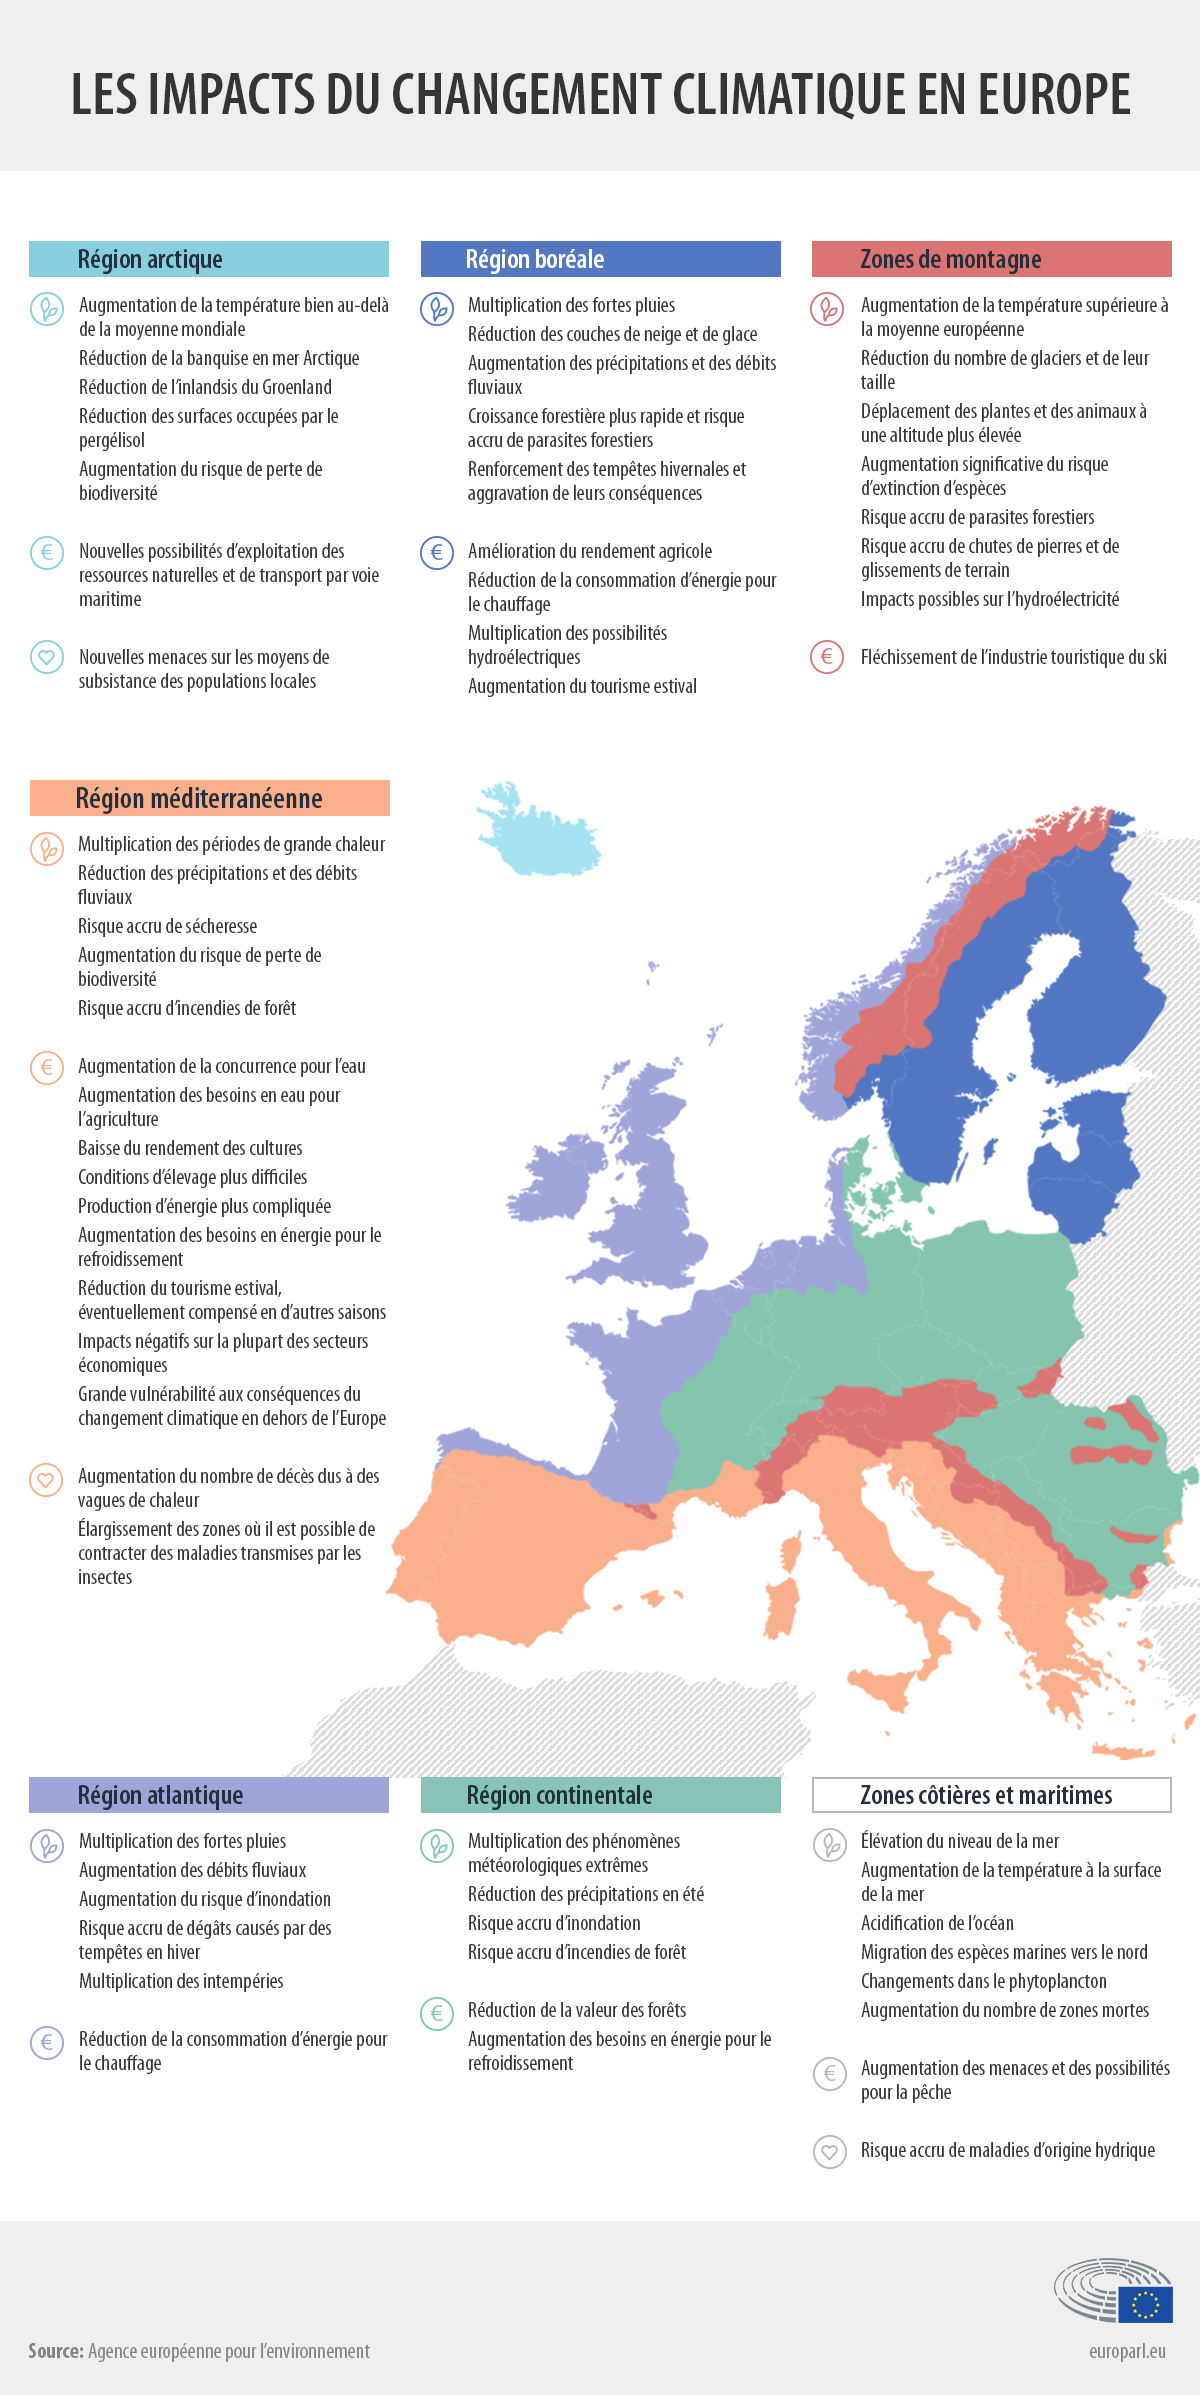 LES IMPACTS DU CHANGEMENT CLIMATIQUE EN EUROPE
Région arctique
Augmentation de la température bien au-delà
de la moyenne mondiale
Réduction de la banquise en mer Arctique
Réduction de l’inlandsis du Groenland
Réduction des surfaces occupées par le
pergélisol
Augmentation du risque de perte de
biodiversité
€
Nouvelles possibilités d’exploitation des
ressources naturelles et de transport par voie
maritime
Nouvelles menaces sur les moyens de
subsistance des populations locales
Région boréale
Multiplication des fortes pluies
Réduction des couches de neige et de glace
Augmentation des précipitations et des débits
fluviaux
Croissance forestière plus rapide et risque
accru de parasites forestiers
Renforcement des tempêtes hivernales et
aggravation de leurs conséquences
€
Amélioration du rendement agricole
Réduction de la consommation d’énergie pour
le chauffage
Multiplication des possibilités
hydroélectriques
Augmentation du tourisme estival
Zones de montagne
Augmentation de la température supérieure à
la moyenne européenne
Réduction du nombre de glaciers et de leur
taille
Déplacement des plantes et des animaux à
une altitude plus élevée
Augmentation significative du risque
d’extinction d’espèces
Risque accru de parasites forestiers
Risque accru de chutes de pierres et de
glissements de terrain
Impacts possibles sur l’hydroélectricité
€
Fléchissement de l’industrie touristique du ski
Région méditerranéenne
Multiplication des périodes de grande chaleur
Réduction des précipitations et des débits
fluviaux
Risque accru de sécheresse
Augmentation du risque de perte de
biodiversité
Risque accru d’incendies de forêt
€
Augmentation de la concurrence pour l’eau
Augmentation des besoins en eau pour
l’agriculture
Baisse du rendement des cultures
Conditions d’élevage plus difficiles
Production d’énergie plus compliquée
Augmentation des besoins en énergie pour le
refroidissement
Réduction du tourisme estival,
éventuellement compensé en d’autres saisons
Impacts négatifs sur la plupart des secteurs
économiques
Grande vulnérabilité aux conséquences du
changement climatique en dehors de l’Europe
Augmentation du nombre de décès dus à des
vagues de chaleur
Élargissement des zones où il est possible de
contracter des maladies transmises par les
insectes
Région atlantique
Multiplication des fortes pluies
Augmentation des débits fluviaux
Augmentation du risque d’inondation
Risque accru de dégâts causés par des
tempêtes en hiver
Multiplication des intempéries
€
Réduction de la consommation d’énergie pour
le chauffage
Région continentale
Multiplication des phénomènes
météorologiques extrêmes
Réduction des précipitations en été
Risque accru d’inondation
Risque accru d’incendies de forêt
€
Réduction de la valeur des forêts
Augmentation des besoins en énergie pour le
refroidissement
Zones côtières et maritimes
Élévation du niveau de la mer
Augmentation de la température à la surface
de la mer
Acidification de l’océan
Migration des espèces marines vers le nord
Changements dans le phytoplancton
Augmentation du nombre de zones mortes
€
Augmentation des menaces et des possibilités
pour la pêche
Risque accru de maladies d’origine hydrique
Source: Agence européenne pour l’environnement
europarl.eu